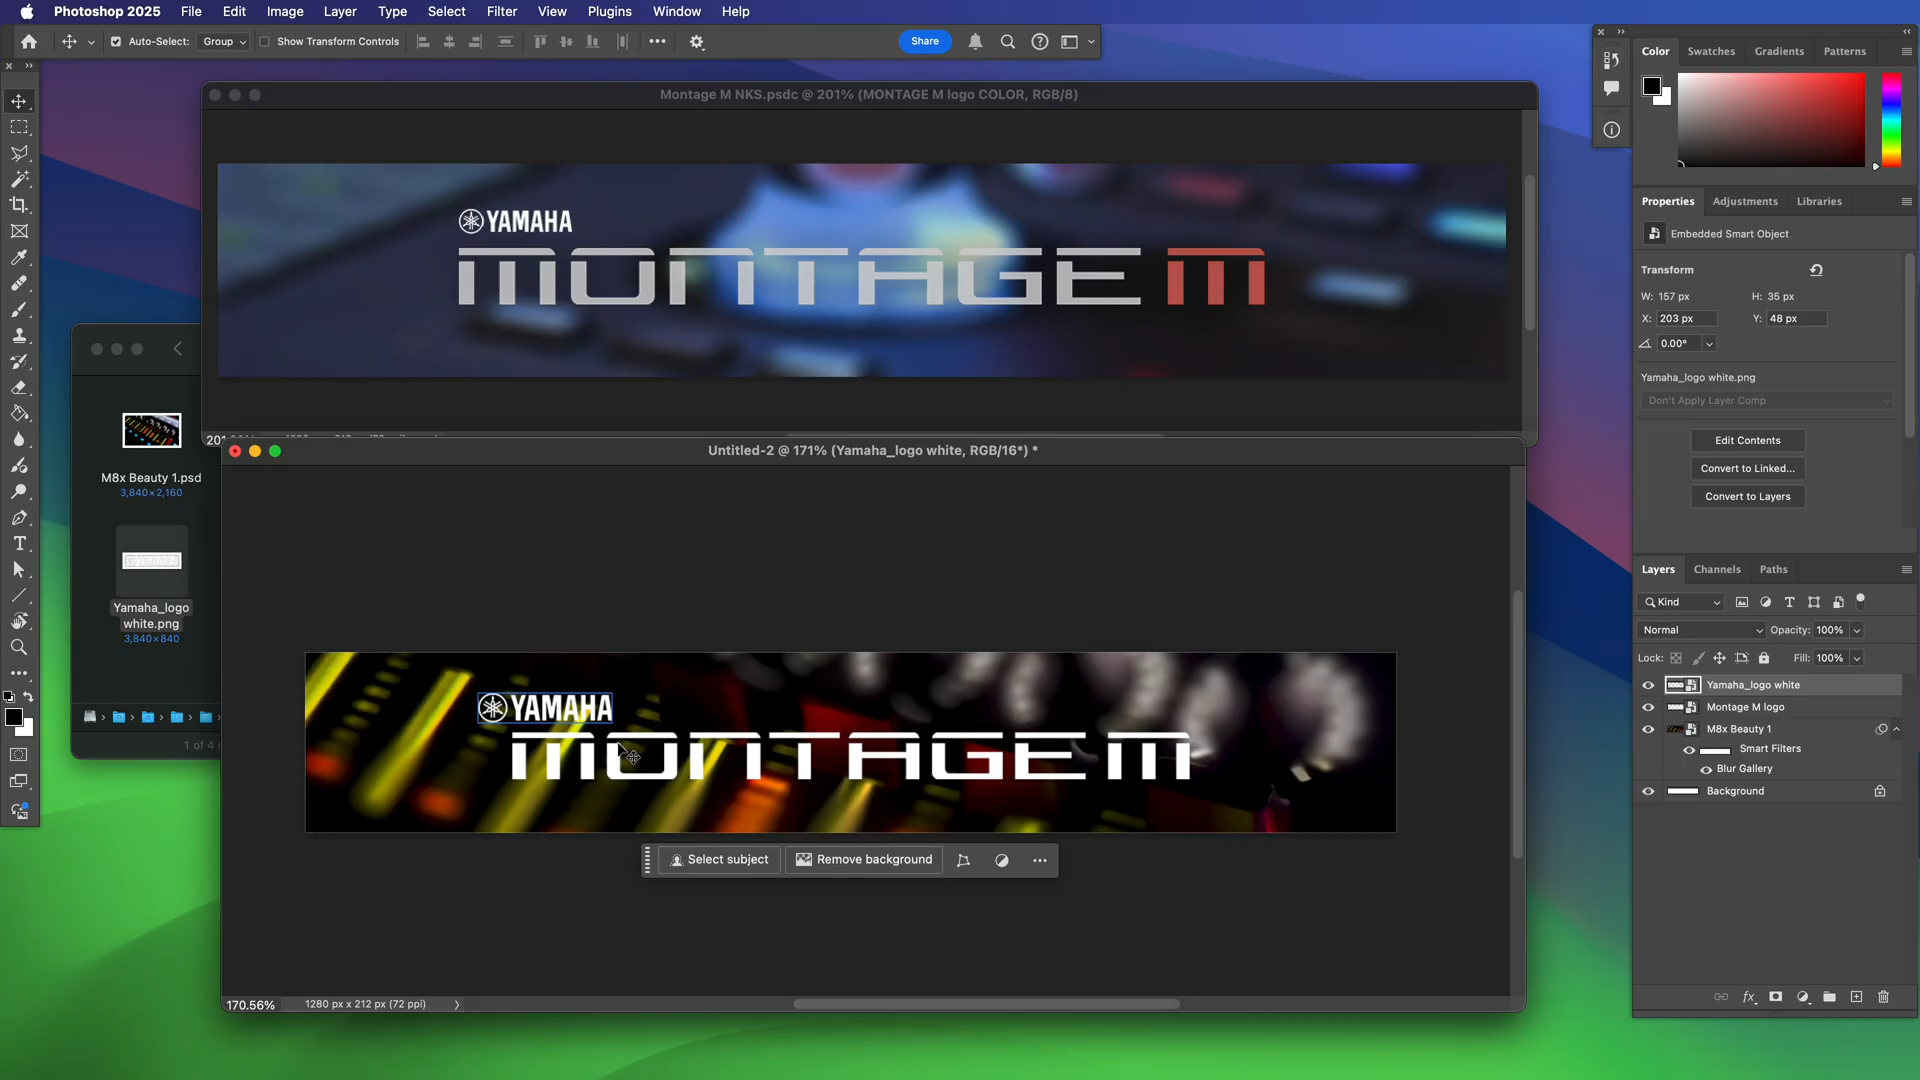 Photoshop 2025 File Edit Image Layer Type Select Filter View Plugins Window Help
Auto-Select: Group Show Transform Controls
Share
Montage M NKS.psdc @ 201% (MONTAGE M logo COLOR, RGB/8)
YAMAHA
MONTAGE M
M8x Beauty 1.psd
3,840×2,160
Yamaha_logo
white.png
3,840×840
1 of 4 s
Untitled-2 @ 171% (Yamaha_logo white, RGB/16*) *
YAMAHA
MONTAGE M
Select subject Remove background
170.56% 1280 px x 212 px (72 ppi)
Color Swatches Gradients Patterns
Properties Adjustments Libraries
Embedded Smart Object
Transform
W: 157 px H: 35 px
X: 203 px Y: 48 px
0.00°
Yamaha_logo white.png
Don't Apply Layer Comp
Edit Contents
Convert to Linked...
Convert to Layers
Layers Channels Paths
Kind
Normal Opacity: 100%
Lock: Fill: 100%
Yamaha_logo white
Montage M logo
M8x Beauty 1
Smart Filters
Blur Gallery
Background
fx